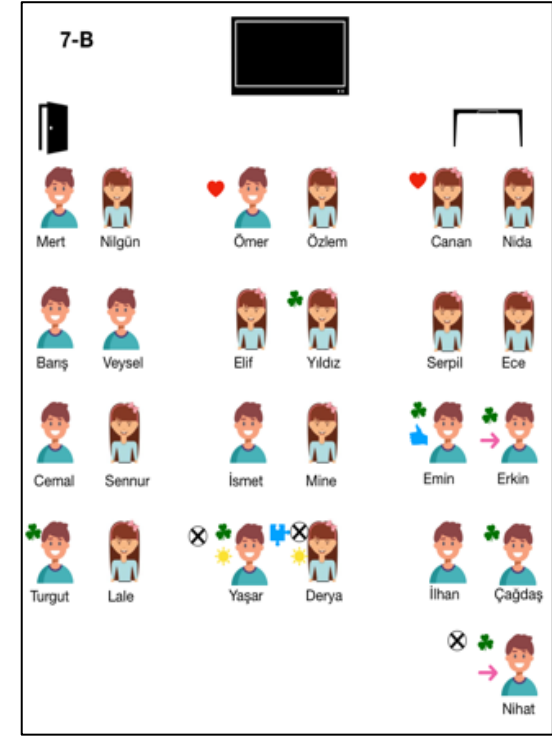 7-B
Mert Nilgün Ömer Özlem Canan Nida
Barış Veysel Elif Yıldız Serpil Ece
Cemal Sennur İsmet Mine Emin Erkin
Turgut Lale Yaşar Derya İlhan Çağdaş
Nihat